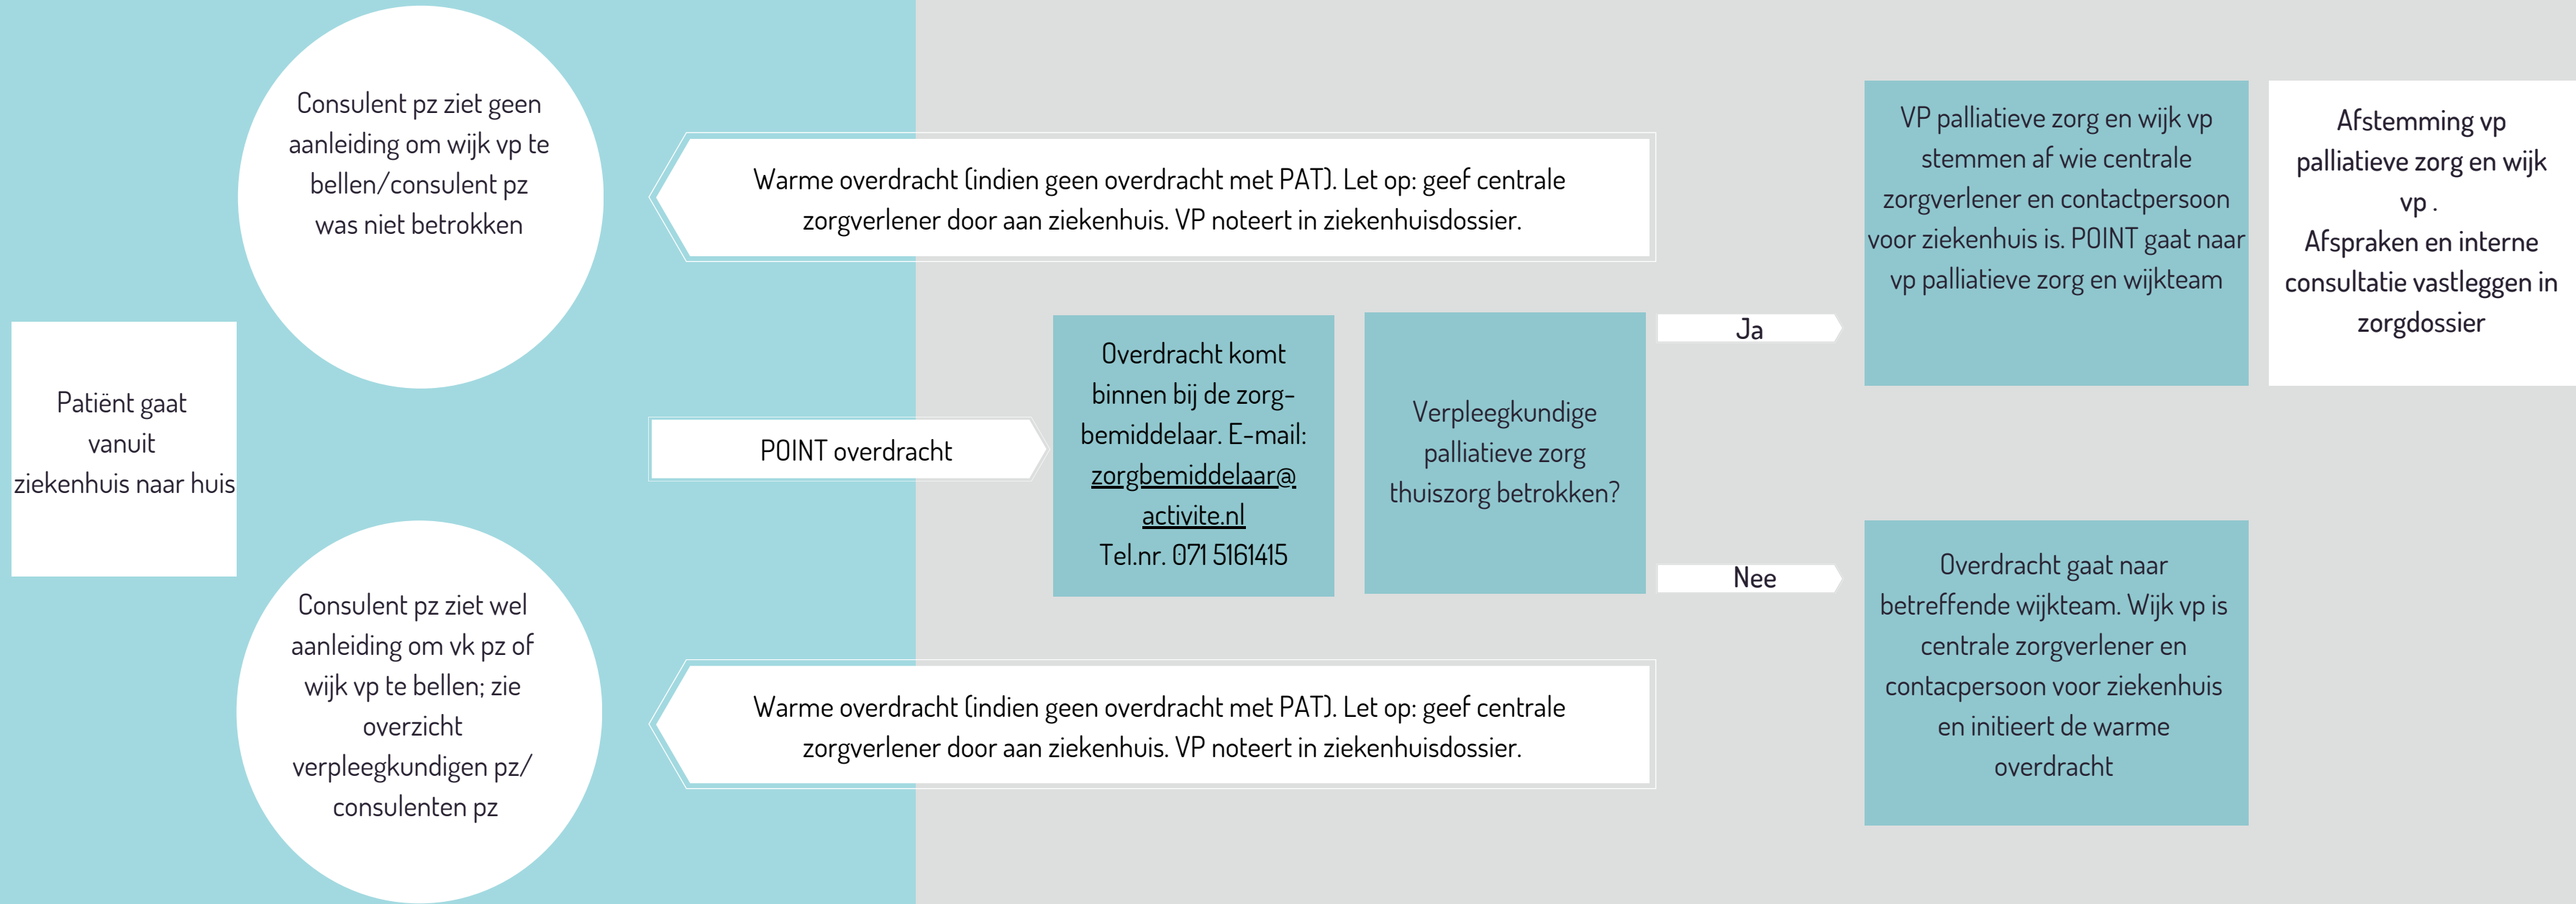 Patiënt gaat
vanuit
ziekenhuis naar huis
Consulent pz ziet geen
aanleiding om wijk vp te
bellen/consulent pz
was niet betrokken
Consulent pz ziet wel
aanleiding om vk pz of
wijk vp te bellen; zie
overzicht
verpleegkundigen pz/
consulenten pz
Warme overdracht (indien geen overdracht met PAT). Let op: geef centrale
zorgverlener door aan ziekenhuis. VP noteert in ziekenhuisdossier.
POINT overdracht
Warme overdracht (indien geen overdracht met PAT). Let op: geef centrale
zorgverlener door aan ziekenhuis. VP noteert in ziekenhuisdossier.
Overdracht komt
binnen bij de zorg-
bemiddelaar. E-mail:
zorgbemiddelaar@
activite.nl
Tel.nr. 071 5161415
Verpleegkundige
palliatieve zorg
thuiszorg betrokken?
Ja
Nee
VP palliatieve zorg en wijk vp
stemmen af wie centrale
zorgverlener en contactpersoon
voor ziekenhuis is. POINT gaat naar
vp palliatieve zorg en wijkteam
Overdracht gaat naar
betreffende wijkteam. Wijk vp is
centrale zorgverlener en
contacpersoon voor ziekenhuis
en initieert de warme
overdracht
Afstemming vp
palliatieve zorg en wijk
vp .
Afspraken en interne
consultatie vastleggen in
zorgdossier